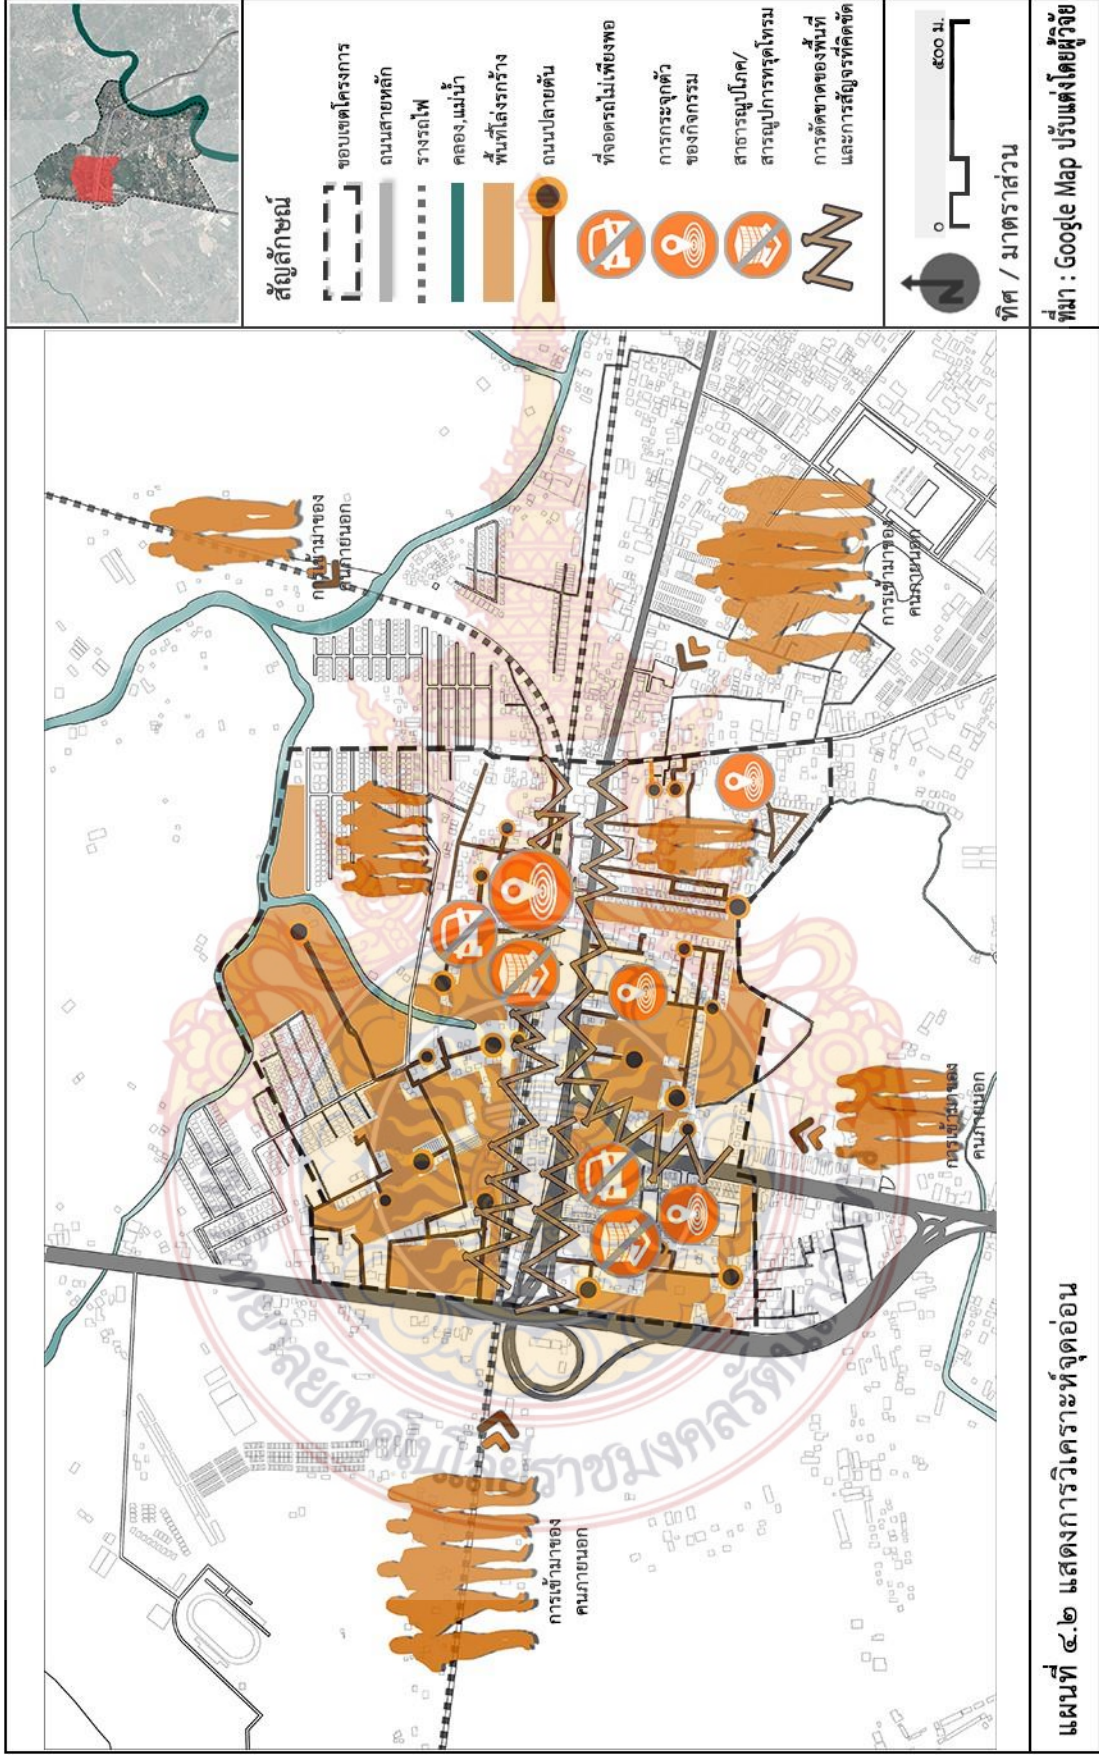 การเข้ามาของ
คนภายนอก
การเข้ามาของ
คนภายนอก
การเข้ามาของ
คนภายนอก
การเข้ามาของ
คนภายนอก
สัญลักษณ์
ขอบเขตโครงการ
ถนนสายหลัก
รางรถไฟ
คลอง,แม่น้ำ
พื้นที่โล่งรกร้าง
ถนนปลายตัน
ที่จอดรถไม่เพียงพอ
การกระจุกตัว
ของกิจกรรม
สาธารณูปโภค/
สารณูปการทรุดโทรม
การตัดขาดของพื้นที่
และการสัญจรที่ติดขัด
N
๐ ๕๐๐ ม.
ทิศ / มาตราส่วน
แผนที่ ๔.๒ แสดงการวิเคราะห์จุดอ่อน
ที่มา : Google Map ปรับแต่งโดยผู้วิจัย